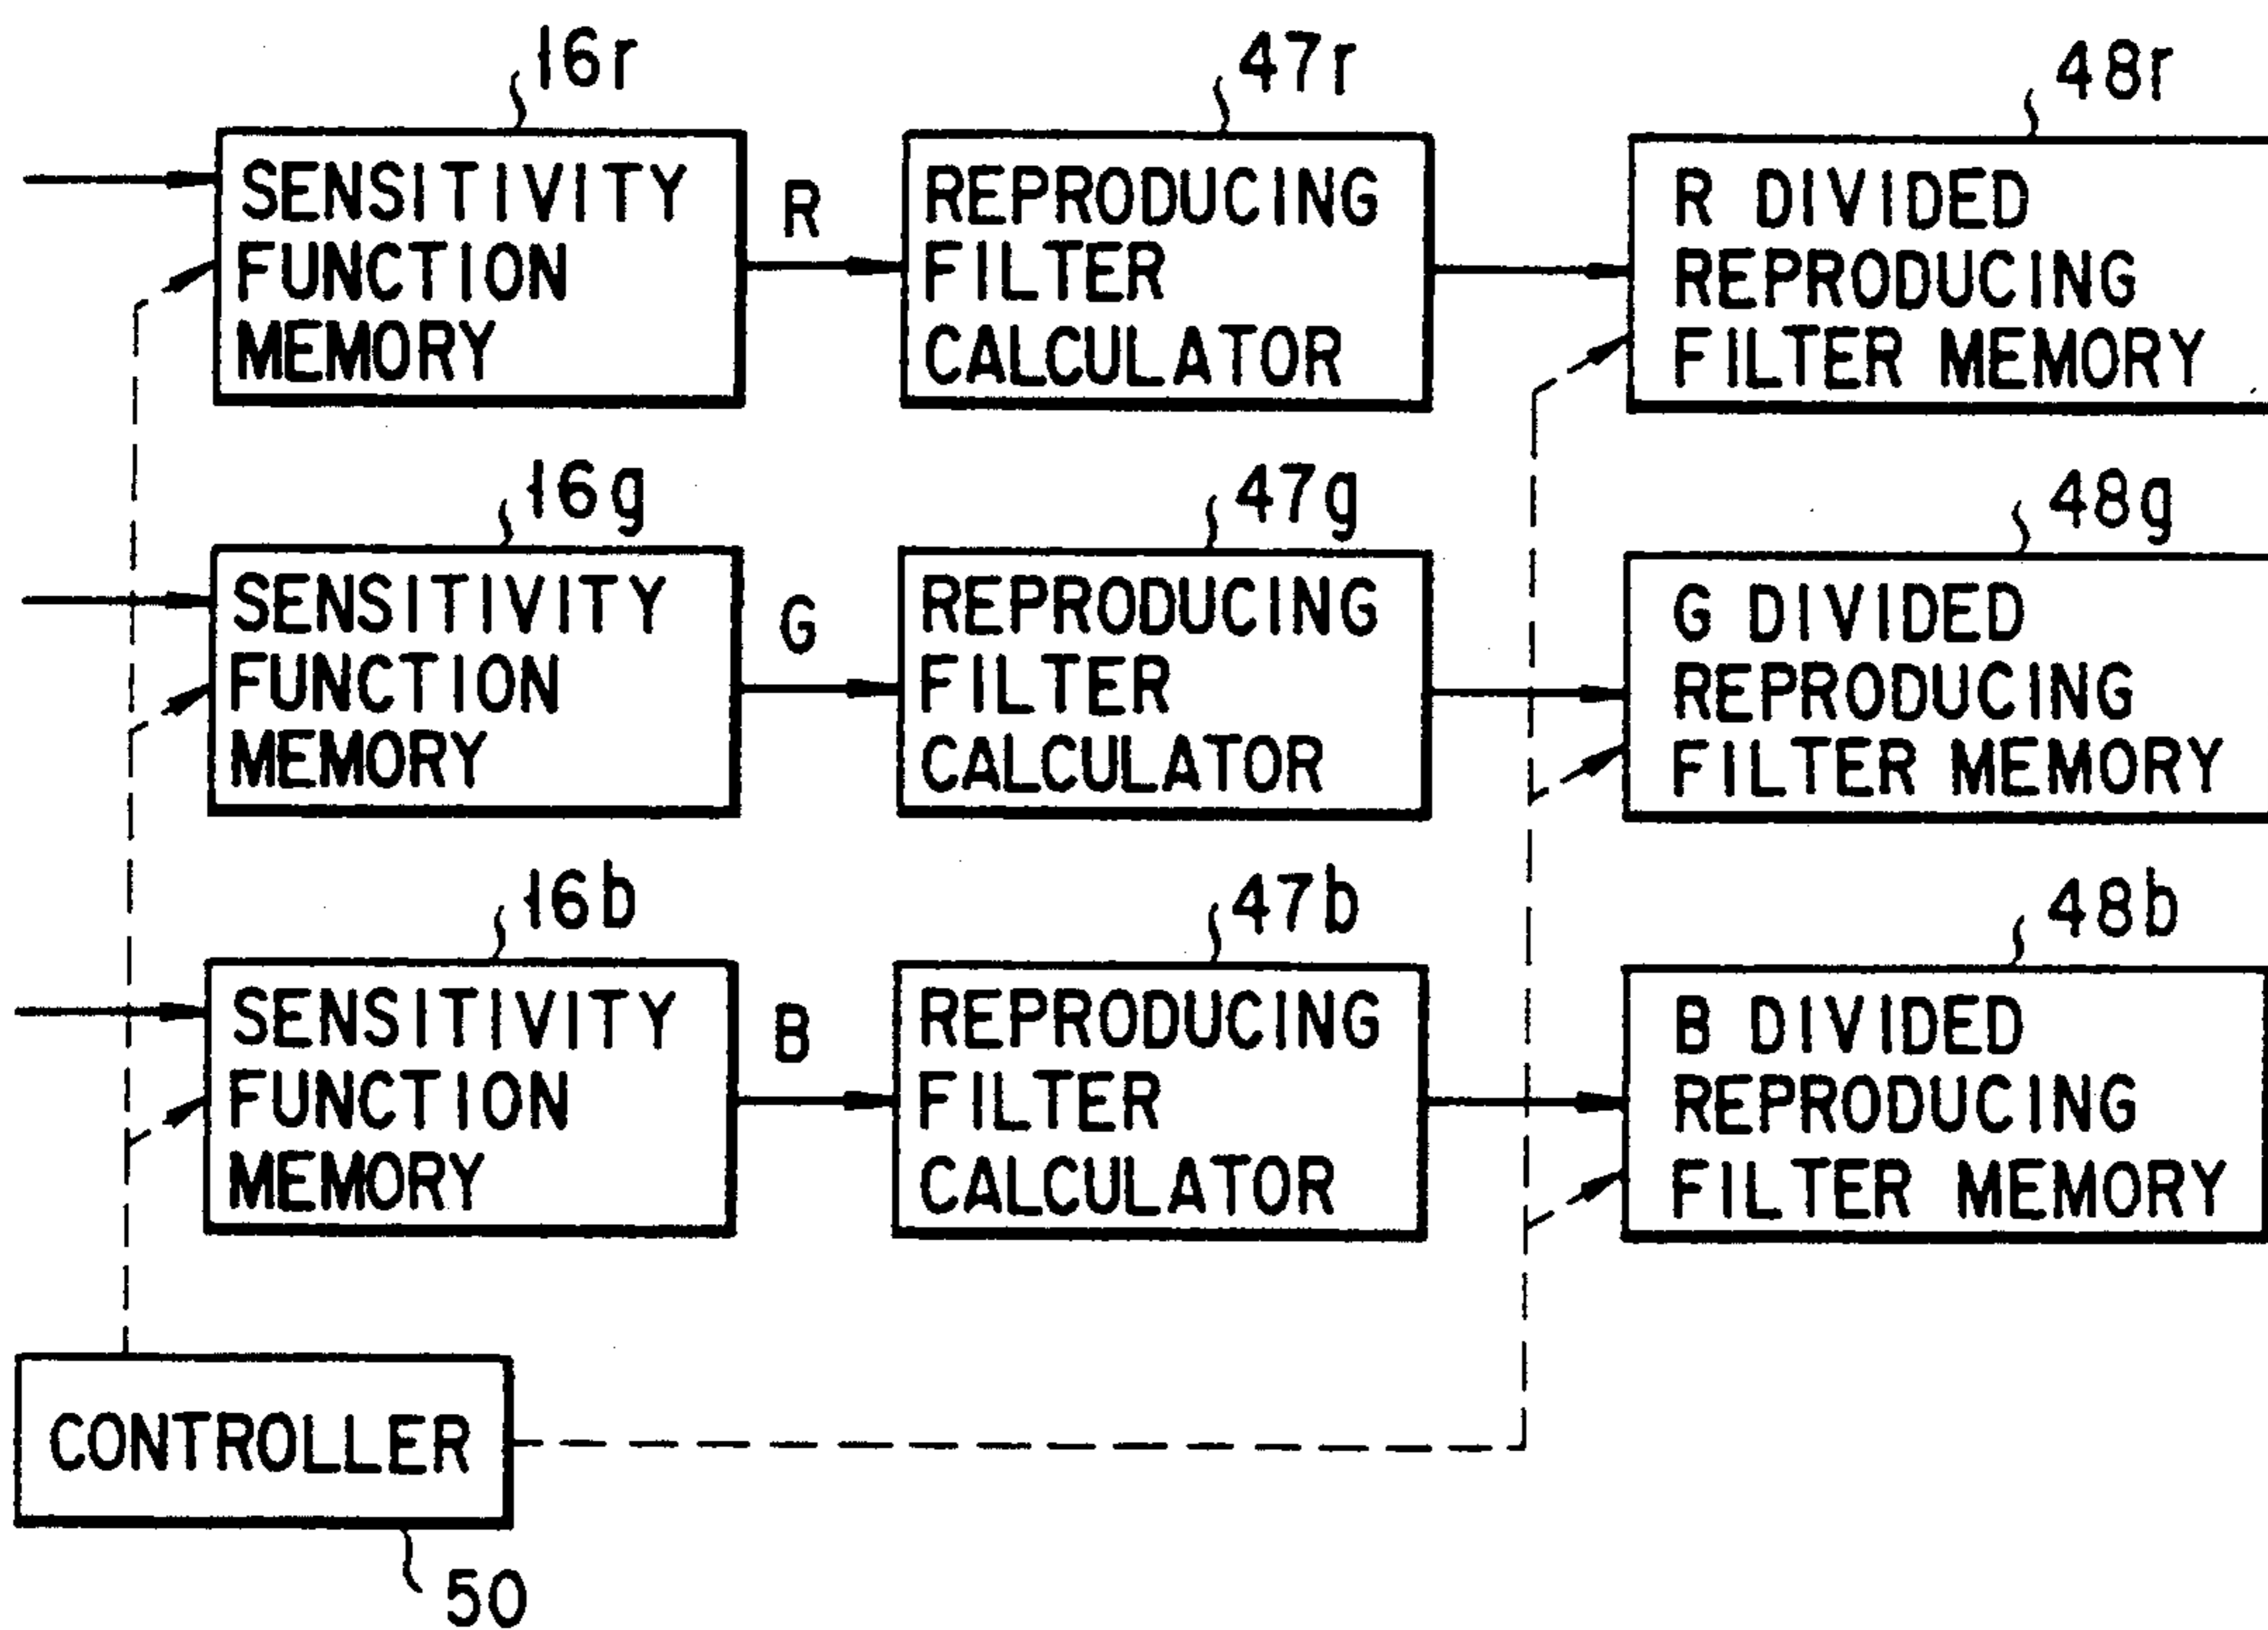 16r
47r
48r
SENSITIVITY
FUNCTION
MEMORY
R
REPRODUCING
FILTER
CALCULATOR
R DIVIDED
REPRODUCING
FILTER MEMORY
16g
47g
48g
SENSITIVITY
FUNCTION
MEMORY
G
REPRODUCING
FILTER
CALCULATOR
G DIVIDED
REPRODUCING
FILTER MEMORY
16b
47b
48b
SENSITIVITY
FUNCTION
MEMORY
B
REPRODUCING
FILTER
CALCULATOR
B DIVIDED
REPRODUCING
FILTER MEMORY
CONTROLLER
50